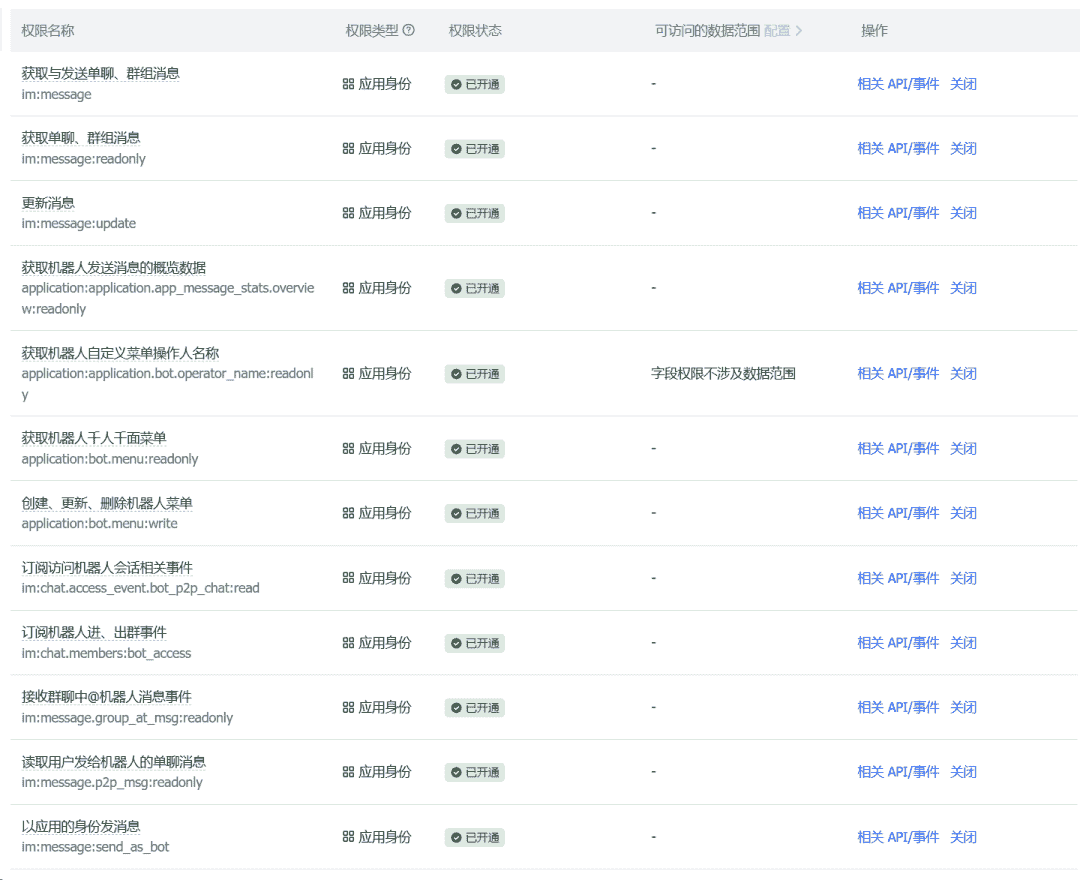 权限名称 权限类型 权限状态 可访问的数据范围 配置 操作
获取与发送单聊、群组消息
im:message
应用身份 已开通 - 相关 API/事件 关闭
获取单聊、群组消息
im:message:readonly
应用身份 已开通 - 相关 API/事件 关闭
更新消息
im:message:update
应用身份 已开通 - 相关 API/事件 关闭
获取机器人发送消息的概览数据
application:application.app_message_stats.overvie
w:readonly
应用身份 已开通 - 相关 API/事件 关闭
获取机器人自定义菜单操作人名称
application:application.bot.operator_name:readonl
y
应用身份 已开通 字段权限不涉及数据范围 相关 API/事件 关闭
获取机器人千人千面菜单
application:bot.menu:readonly
应用身份 已开通 - 相关 API/事件 关闭
创建、更新、删除机器人菜单
application:bot.menu:write
应用身份 已开通 - 相关 API/事件 关闭
订阅访问机器人会话相关事件
im:chat.access_event.bot_p2p_chat:read
应用身份 已开通 - 相关 API/事件 关闭
订阅机器人进、出群事件
im:chat.members:bot_access
应用身份 已开通 - 相关 API/事件 关闭
接收群聊中@机器人消息事件
im:message.group_at_msg:readonly
应用身份 已开通 - 相关 API/事件 关闭
读取用户发给机器人的单聊消息
im:message.p2p_msg:readonly
应用身份 已开通 - 相关 API/事件 关闭
以应用的身份发消息
im:message:send_as_bot
应用身份 已开通 - 相关 API/事件 关闭